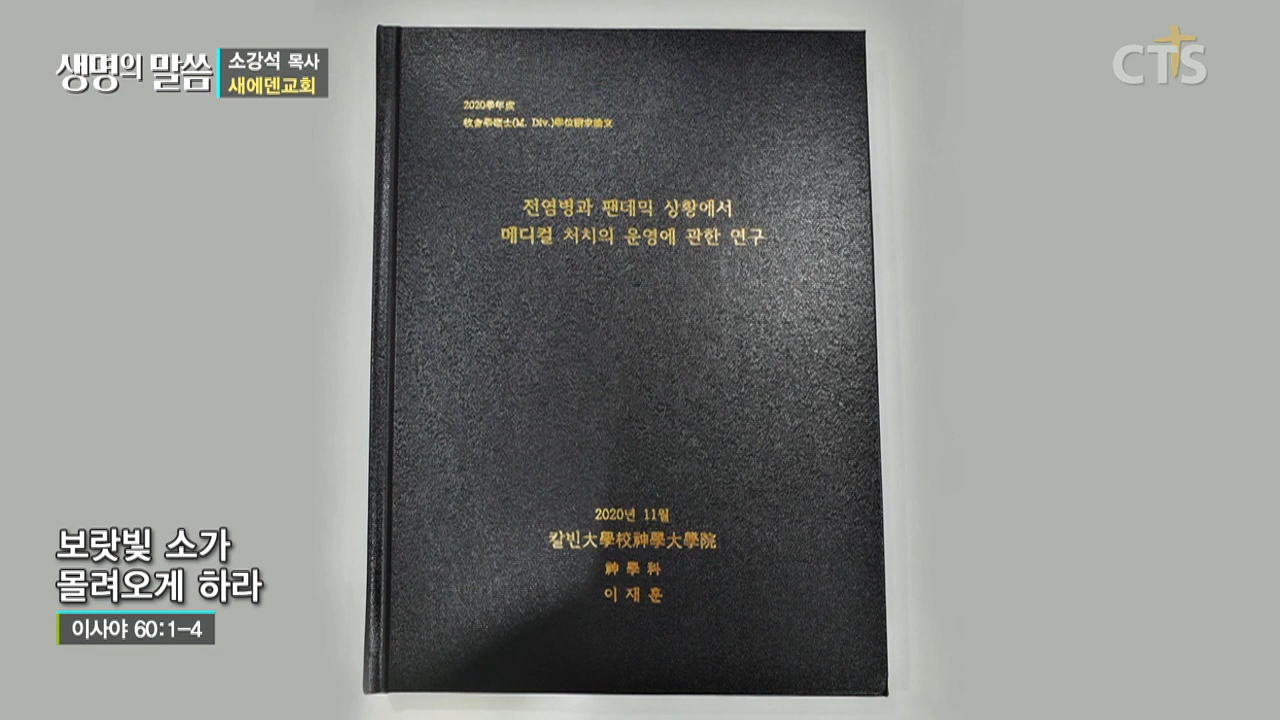 생명의 말씀
소강석 목사
새에덴교회
CTS
2020學年度
牧會學碩士(M. Div.)學位請求論文
전염병과 팬데믹 상황에서
메디컬 처치의 운영에 관한 연구
2020년 11월
칼빈大學校神學大學院
神學科
이재훈
보랏빛 소가
몰려오게 하라
이사야 60:1-4